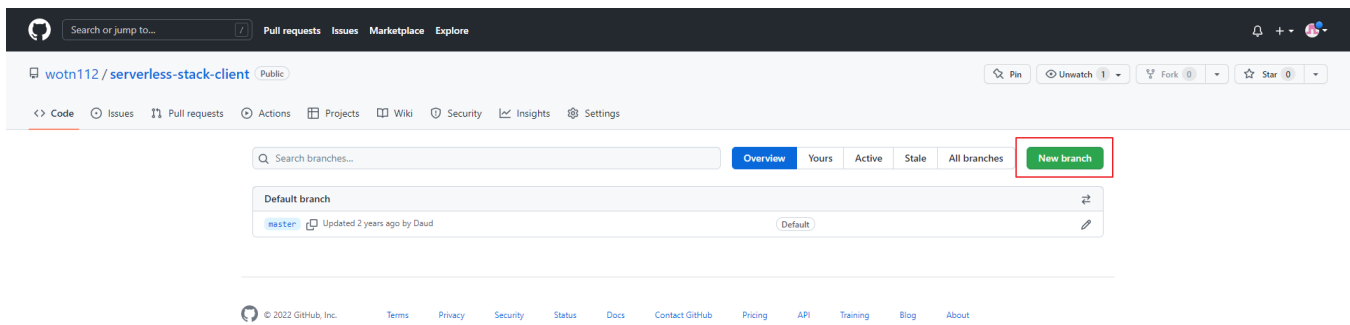 Search or jump to... / Pull requests Issues Marketplace Explore
wotn112 / serverless-stack-client Public Pin Unwatch 1 Fork 0 Star 0
<> Code Issues Pull requests Actions Projects Wiki Security Insights Settings
Search branches... Overview Yours Active Stale All branches New branch
Default branch
master Updated 2 years ago by Daud Default
© 2022 GitHub, Inc. Terms Privacy Security Status Docs Contact GitHub Pricing API Training Blog About